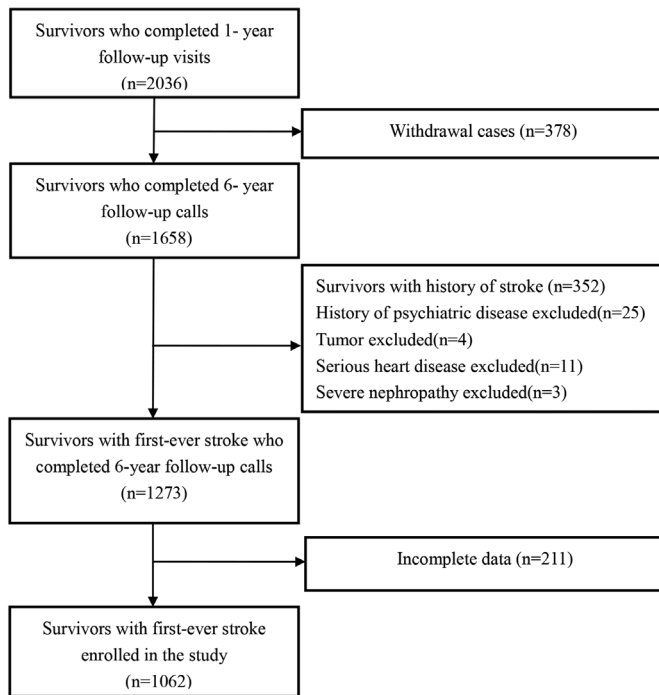 Survivors who completed 1- year
follow-up visits
(n=2036)
Withdrawal cases (n=378)
Survivors who completed 6- year
follow-up calls
(n=1658)
Survivors with history of stroke (n=352)
History of psychiatric disease excluded(n=25)
Tumor excluded(n=4)
Serious heart disease excluded(n=11)
Severe nephropathy excluded(n=3)
Survivors with first-ever stroke who
completed 6-year follow-up calls
(n=1273)
Incomplete data (n=211)
Survivors with first-ever stroke
enrolled in the study
(n=1062)